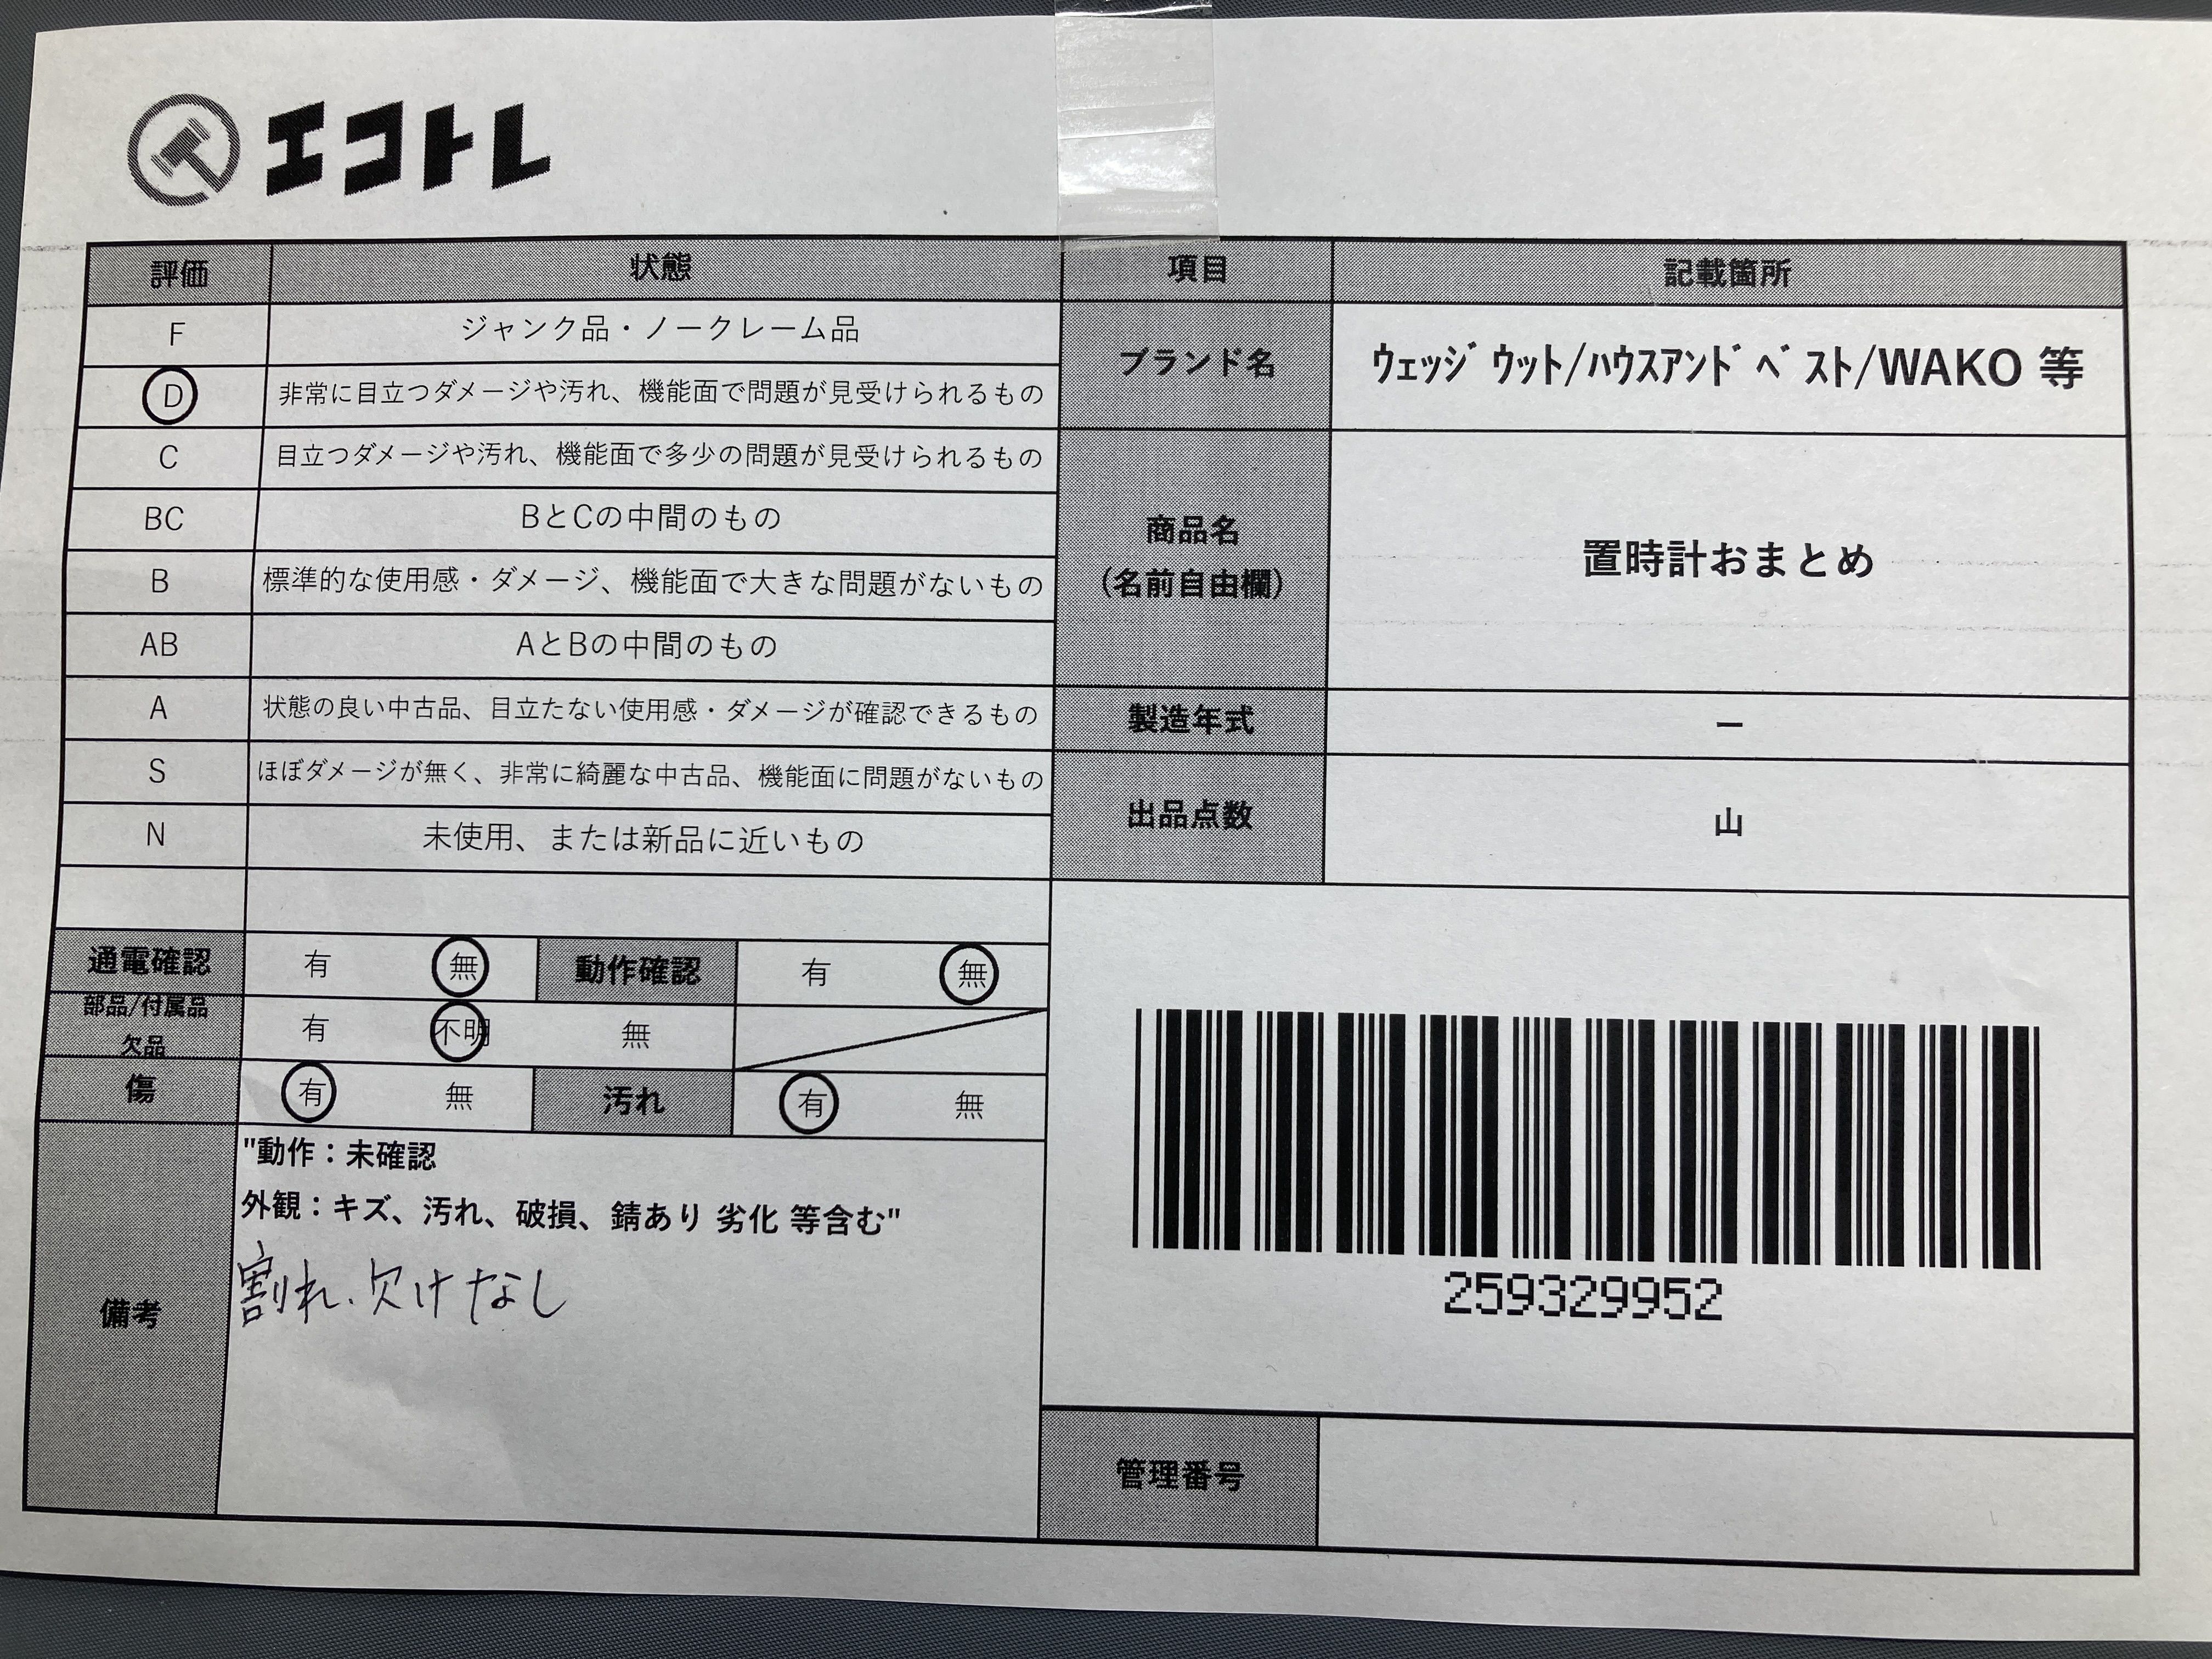 エコトレ
評価 状態
F ジャンク品・ノークレーム品
D 非常に目立つダメージや汚れ、機能面で問題が見受けられるもの
C 目立つダメージや汚れ、機能面で多少の問題が見受けられるもの
BC BとCの中間のもの
B 標準的な使用感・ダメージ、機能面で大きな問題がないもの
AB AとBの中間のもの
A 状態の良い中古品、目立たない使用感・ダメージが確認できるもの
S ほぼダメージが無く、非常に綺麗な中古品、機能面に問題がないもの
N 未使用、または新品に近いもの
通電確認 有 無 動作確認 有 無
部品/付属品
欠品 有 不明 無
傷 有 無 汚れ 有 無
備考
"動作：未確認
外観：キズ、汚れ、破損、錆あり 劣化 等含む"
割れ、欠けなし
項目 記載箇所
ブランド名 ｳｪｯｼﾞｳｯﾄ/ﾊｳｽｱﾝﾄﾞﾍﾞｽﾄ/WAKO 等
商品名
（名前自由欄） 置時計おまとめ
製造年式 ー
出品点数 山
259329952
管理番号